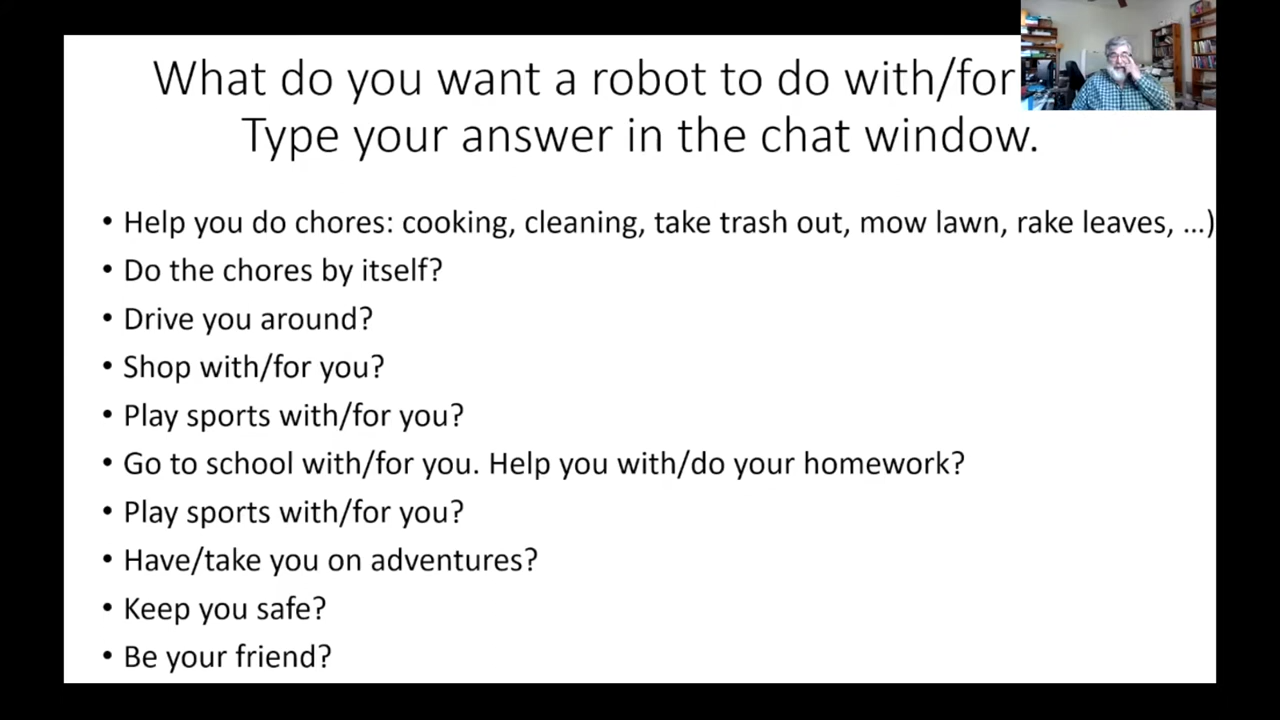 What do you want a robot to do with/for
Type your answer in the chat window.
• Help you do chores: cooking, cleaning, take trash out, mow lawn, rake leaves, ...)
• Do the chores by itself?
• Drive you around?
• Shop with/for you?
• Play sports with/for you?
• Go to school with/for you. Help you with/do your homework?
• Play sports with/for you?
• Have/take you on adventures?
• Keep you safe?
• Be your friend?